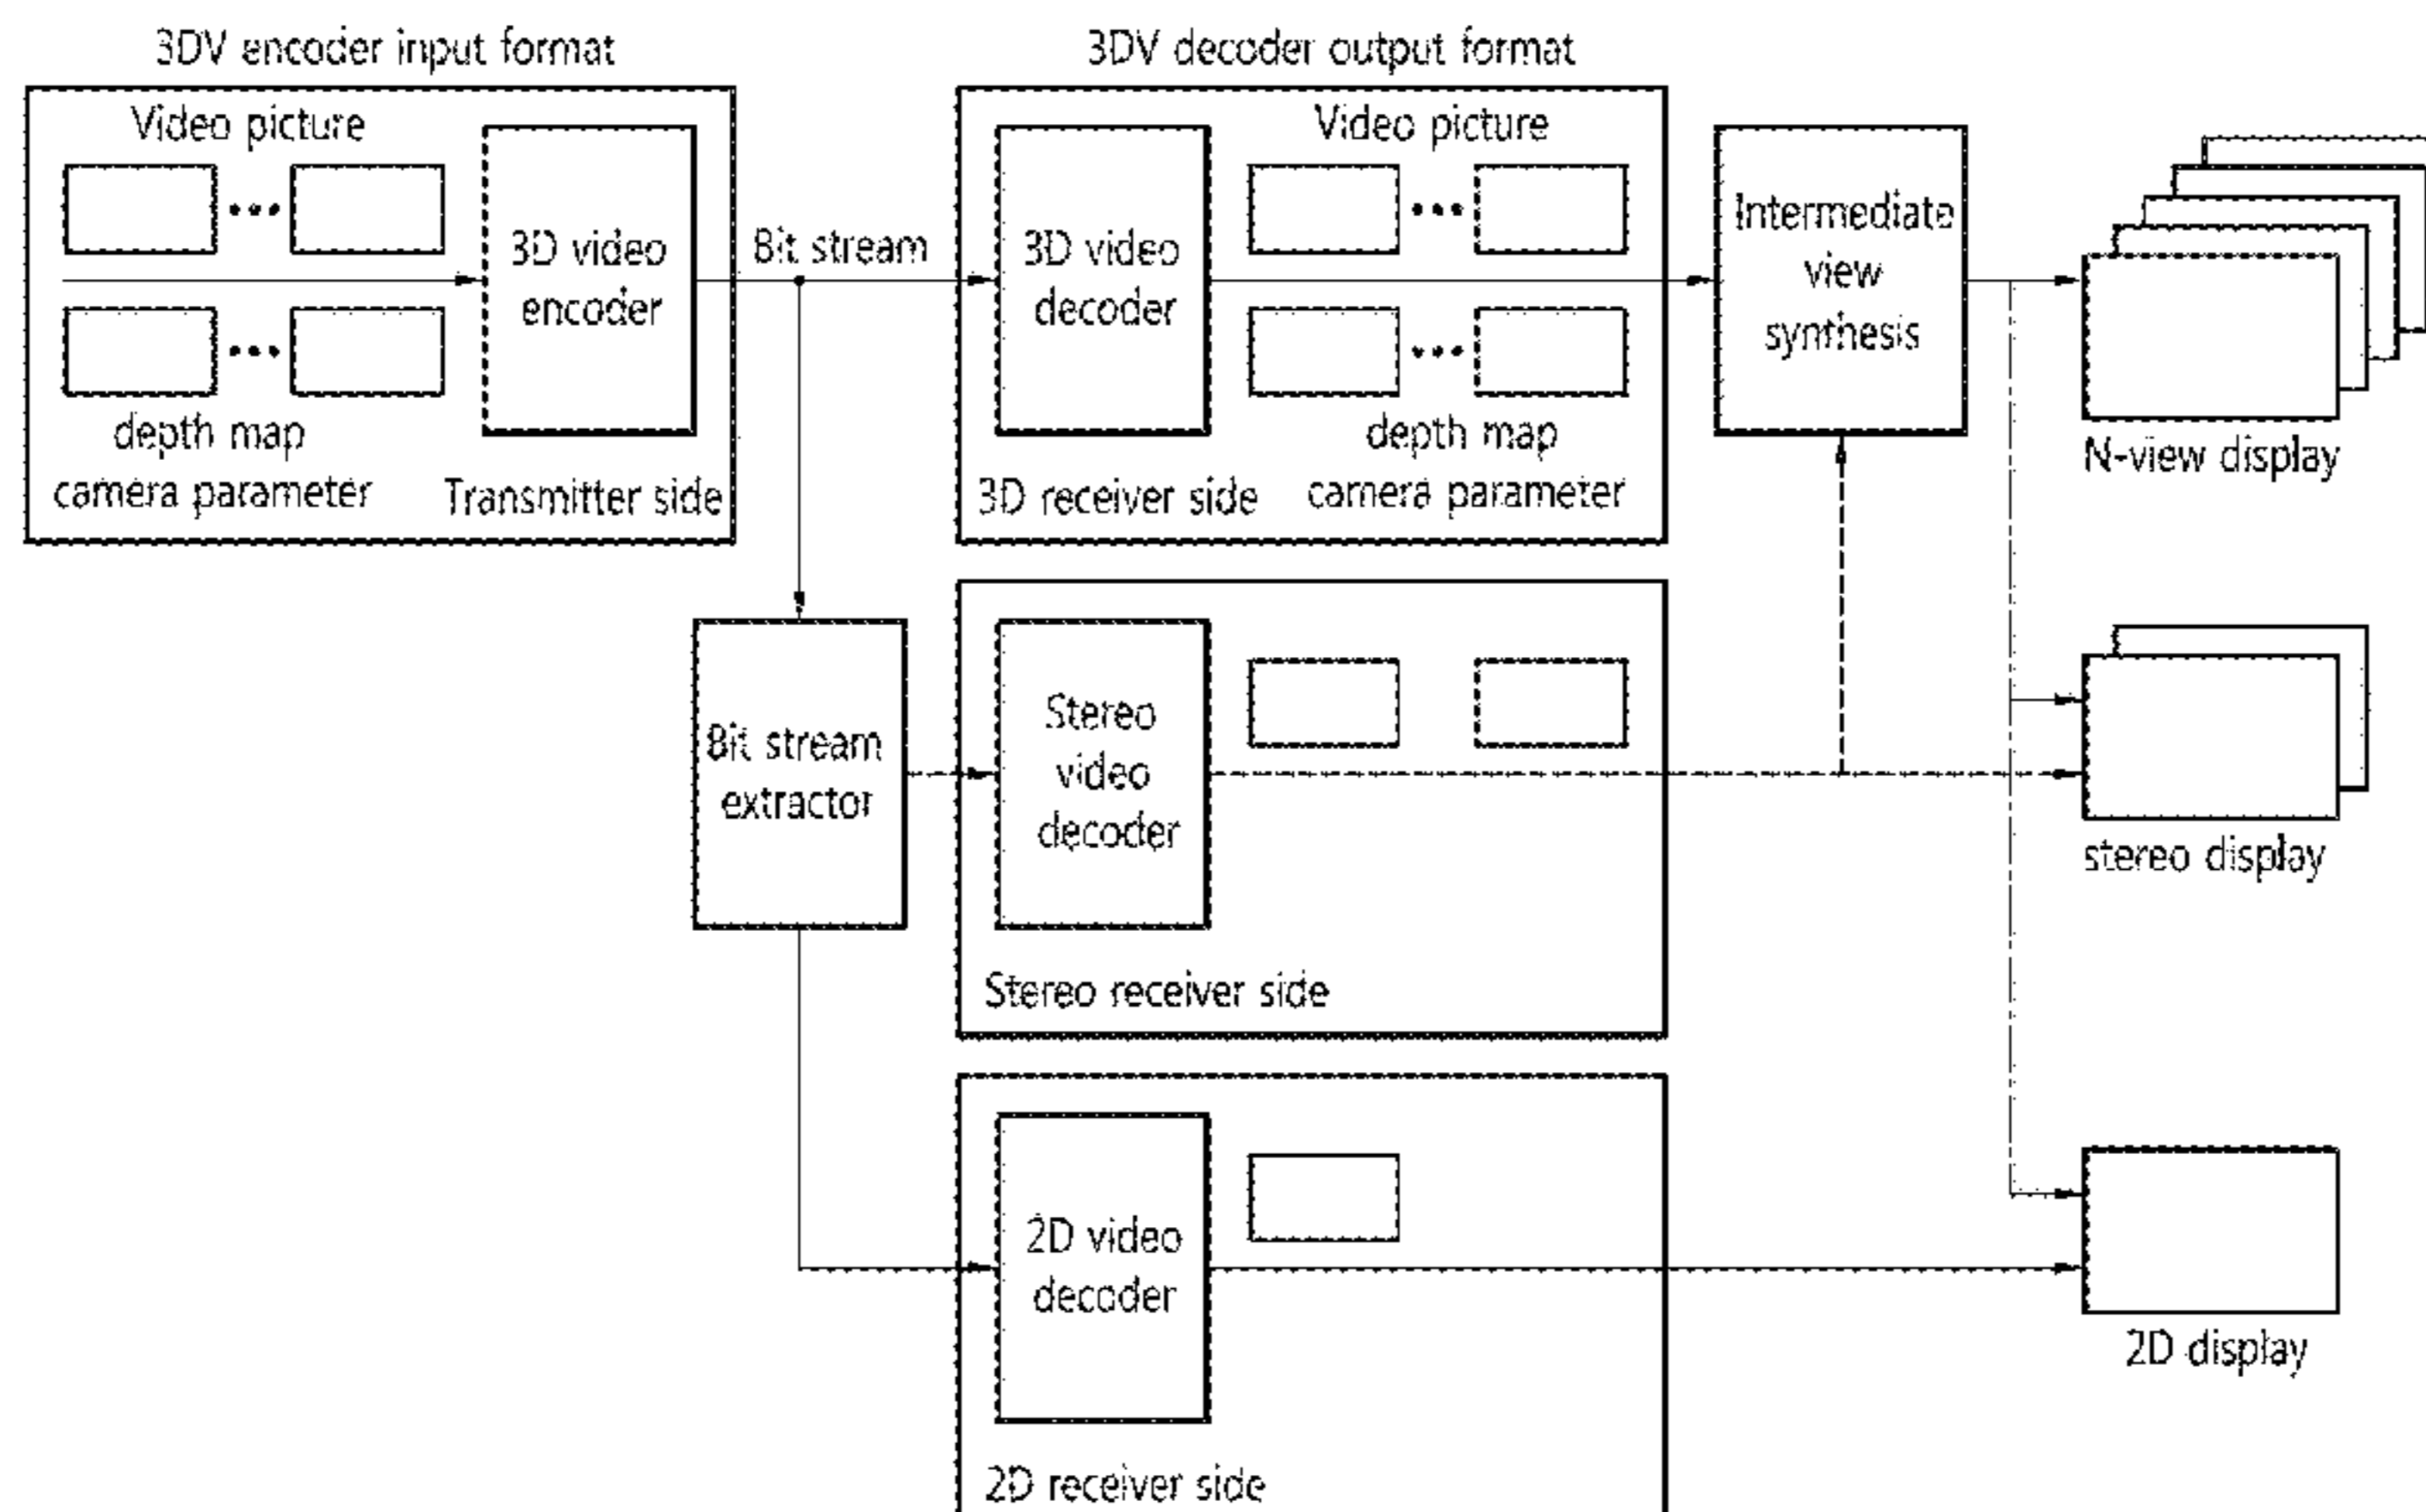 3DV encoder input format
3DV decoder output format
Video picture
3D video
encoder
depth map
camera parameter
Transmitter side
Bit stream
3D video
decoder
Video picture
depth map
camera parameter
3D receiver side
Intermediate
view
synthesis
N-view display
Bit stream
extractor
Stereo
video
decoder
Stereo receiver side
stereo display
2D video
decoder
2D receiver side
2D display